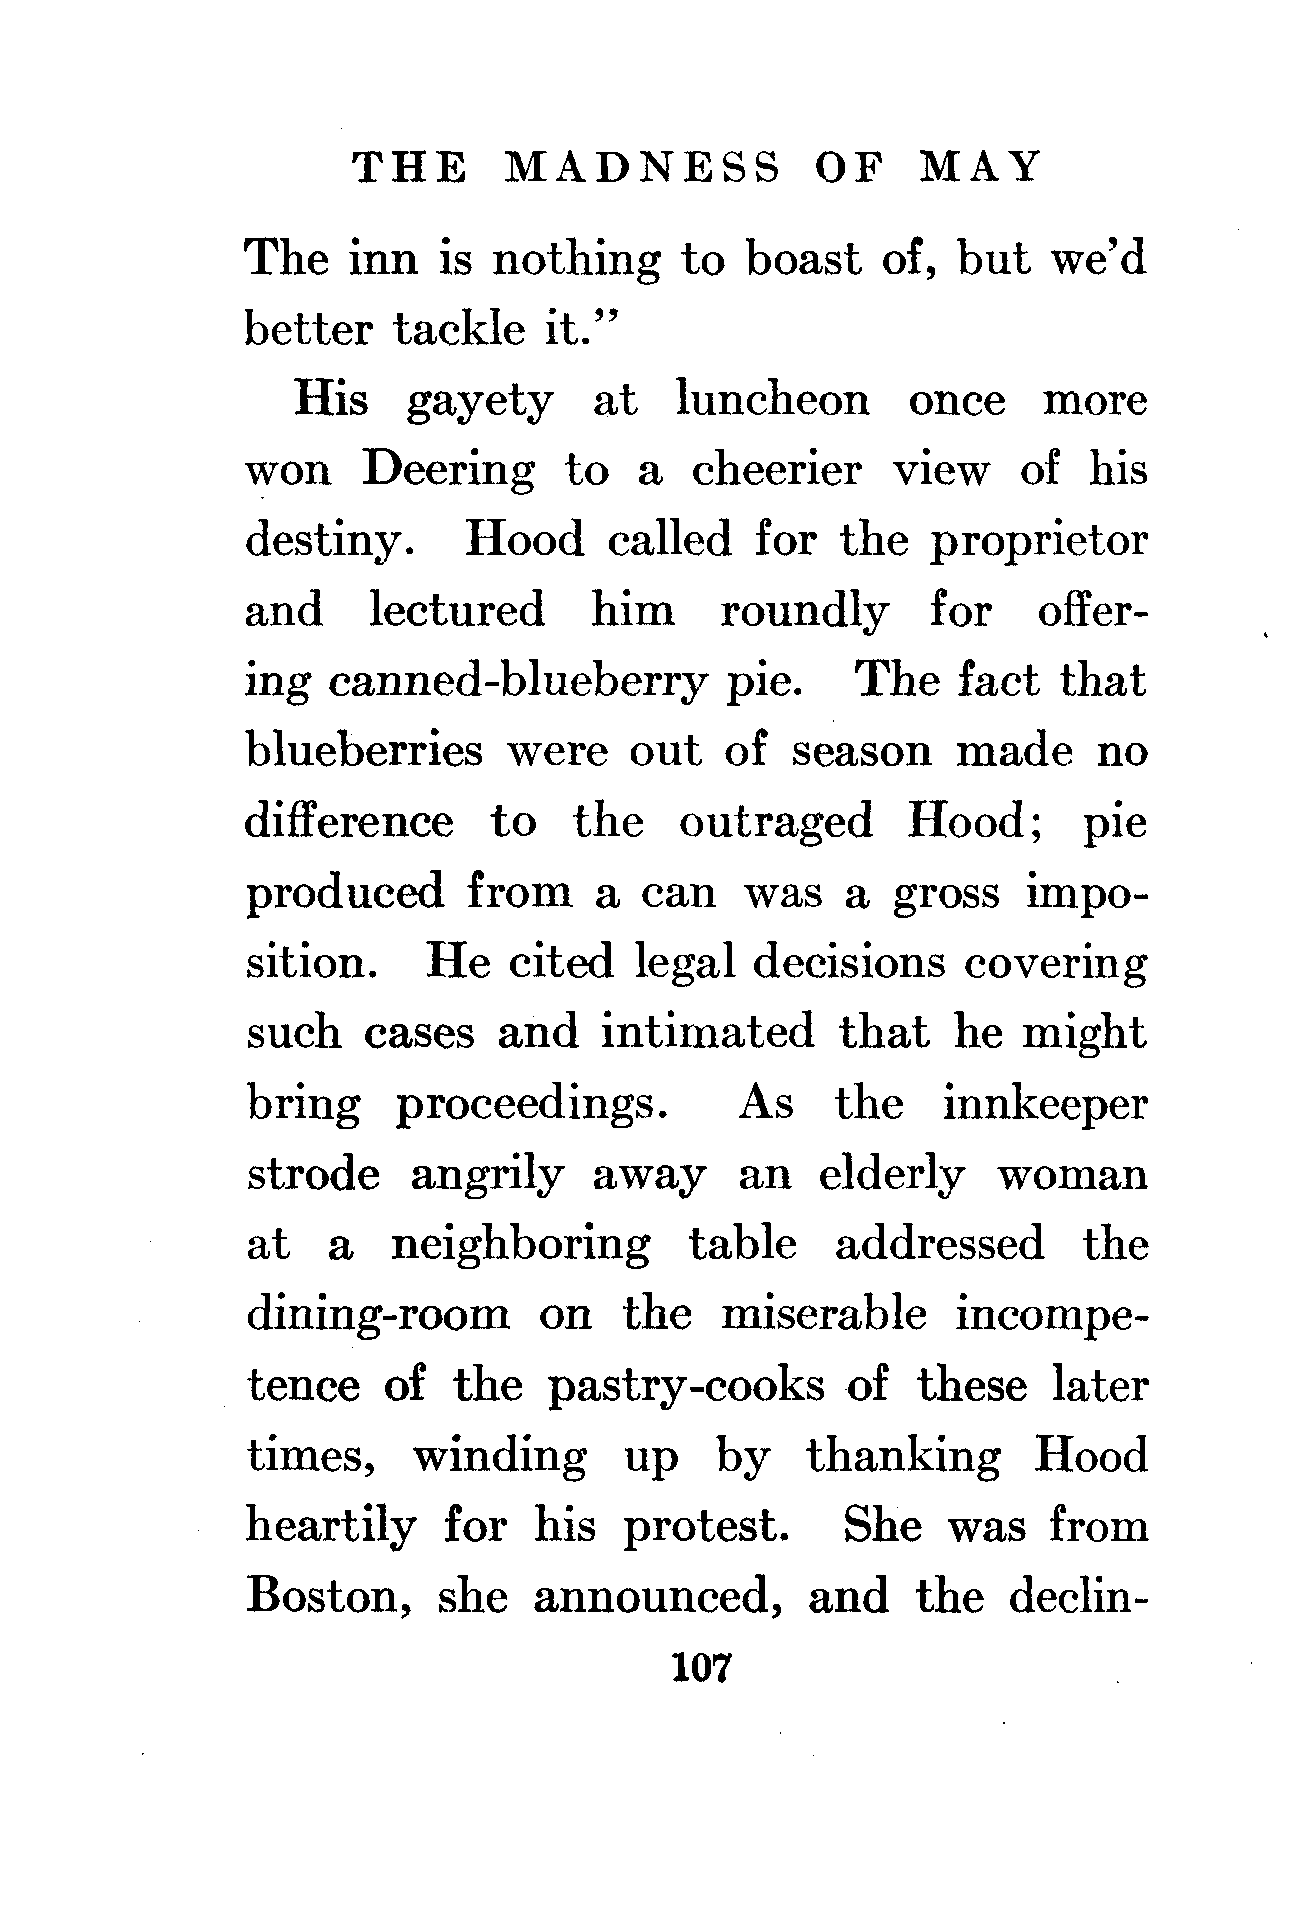 THE MADNESS OF MAY
The inn is nothing to boast of, but we'd
better tackle it."
His gayety at luncheon once more
won Deering to a cheerier view of his
destiny. Hood called for the proprietor
and lectured him roundly for offer-
ing canned-blueberry pie. The fact that
blueberries were out of season made no
difference to the outraged Hood; pie
produced from a can was a gross impo-
sition. He cited legal decisions covering
such cases and intimated that he might
bring proceedings. As the innkeeper
strode angrily away an elderly woman
at a neighboring table addressed the
dining-room on the miserable incompe-
tence of the pastry-cooks of these later
times, winding up by thanking Hood
heartily for his protest. She was from
Boston, she announced, and the declin-
107